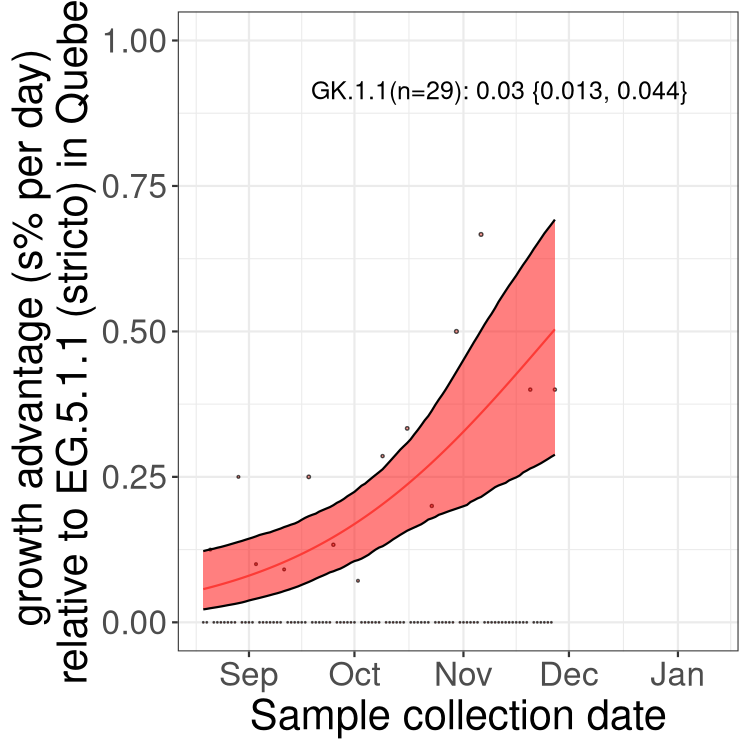 growth advantage (s% per day)
relative to EG.5.1.1 (stricto) in Quebe
1.00
0.75
0.50
0.25
0.00
GK.1.1(n=29): 0.03 {0.013, 0.044}
Sep Oct Nov Dec Jan
Sample collection date